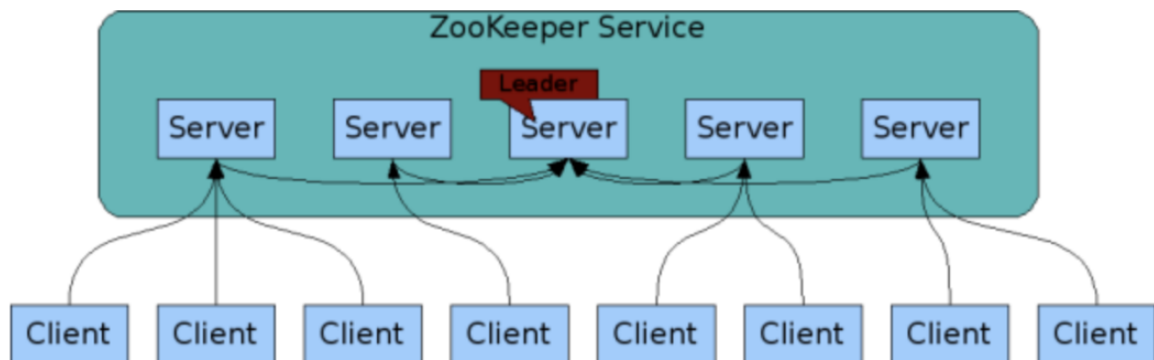 ZooKeeper Service
Leader
Server Server Server Server Server
Client Client Client Client Client Client Client Client